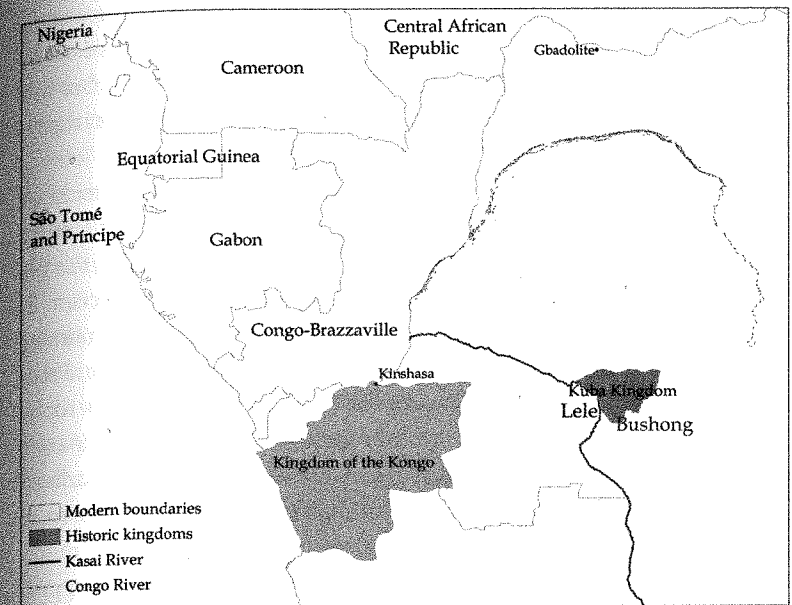 Nigeria
Central African
Republic
Gbadolite
Cameroon
Equatorial Guinea
São Tomé
and Príncipe
Gabon
Congo-Brazzaville
Kinshasa
Kuba Kingdom
Lele
Bushong
Kingdom of the Kongo
Modern boundaries
Historic kingdoms
Kasai River
Congo River